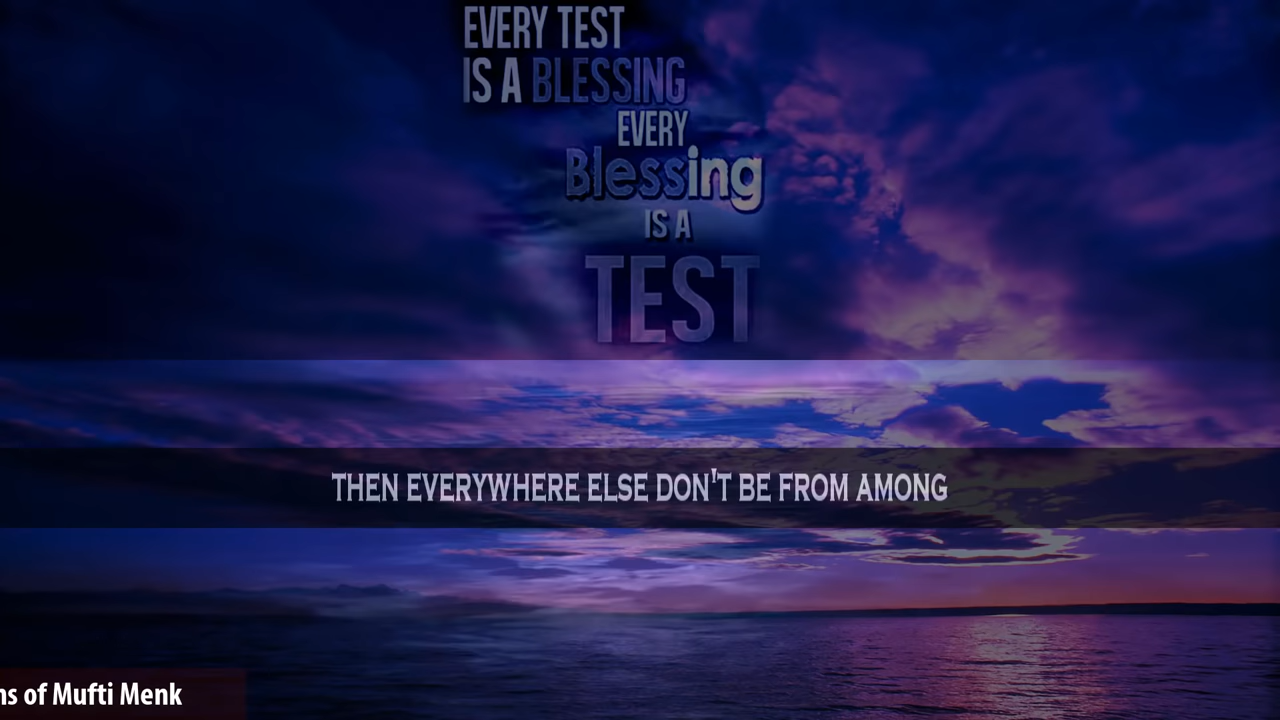 EVERY TEST
IS A BLESSING
EVERY
Blessing
IS A
TEST
THEN EVERYWHERE ELSE DON'T BE FROM AMONG
ns of Mufti Menk